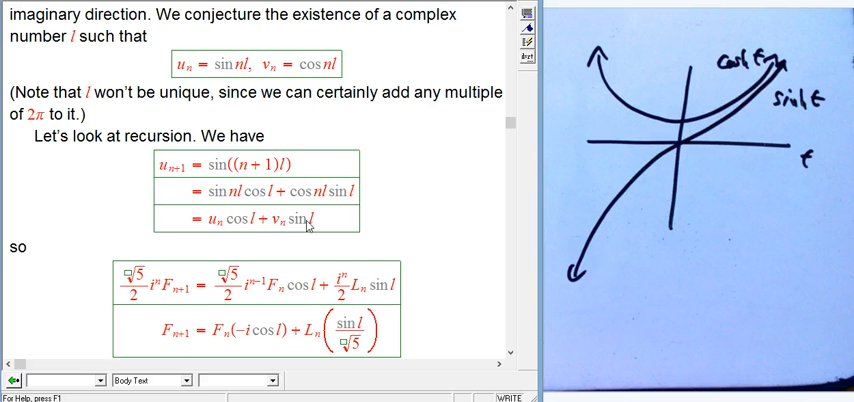 imaginary direction. We conjecture the existence of a complex
number l such that
uₙ = sin nl, vₙ = cos nl
(Note that l won't be unique, since we can certainly add any multiple
of 2π to it.)
Let's look at recursion. We have
uₙ₊₁ = sin((n + 1)l)
= sin nl cos l + cos nl sin l
= uₙ cos l + vₙ sin l
so
√5/2 iⁿFₙ₊₁ = √5/2 iⁿ⁻¹Fₙ cos l + iⁿ/2 Lₙ sin l
Fₙ₊₁ = Fₙ(−i cos l) + Lₙ(sin l/√5)
Body Text
For Help, press F1
WRITE
cosh t
sinh t
t